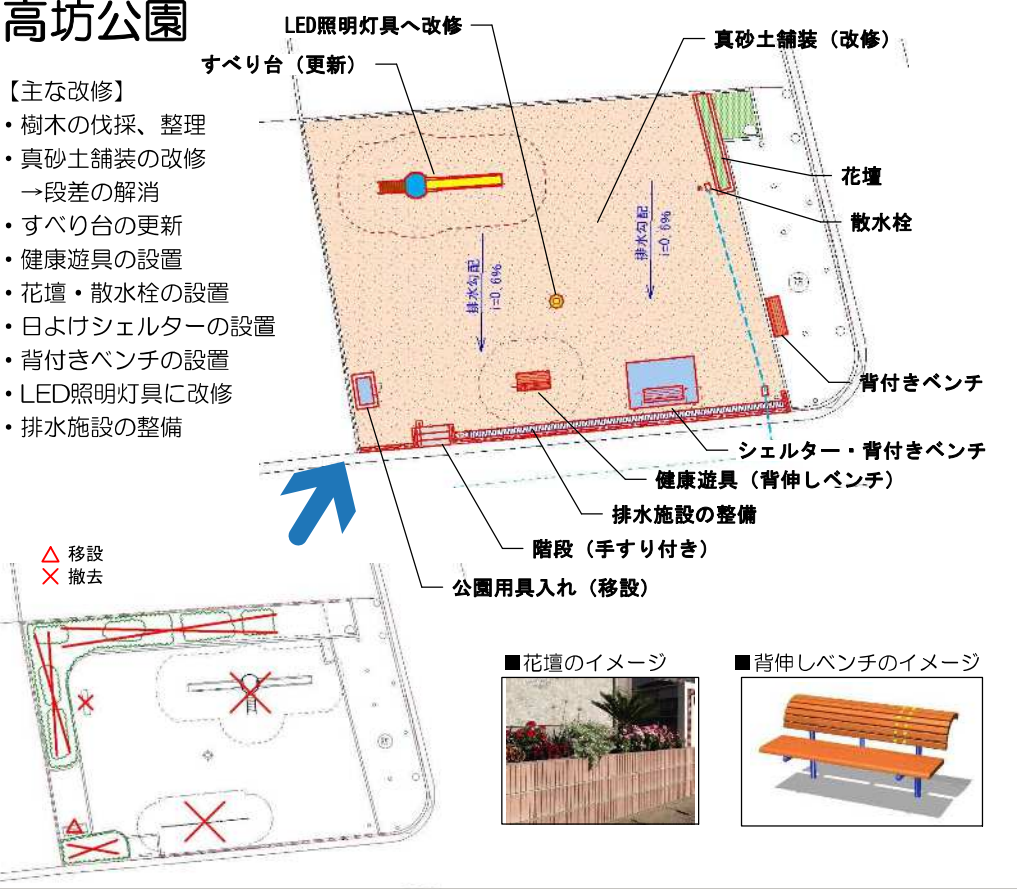 高坊公園
【主な改修】
・樹木の伐採、整理
・真砂土舗装の改修
→段差の解消
・すべり台の更新
・健康遊具の設置
・花壇・散水栓の設置
・日よけシェルターの設置
・背付きベンチの設置
・LED照明灯具に改修
・排水施設の整備
LED照明灯具へ改修
すべり台（更新）
真砂土舗装（改修）
花壇
散水栓
排水勾配
i=0.6%
排水勾配
i=0.6%
背付きベンチ
シェルター・背付きベンチ
健康遊具（背伸しベンチ）
排水施設の整備
階段（手すり付き）
公園用具入れ（移設）
△ 移設
× 撤去
■花壇のイメージ
■背伸しベンチのイメージ